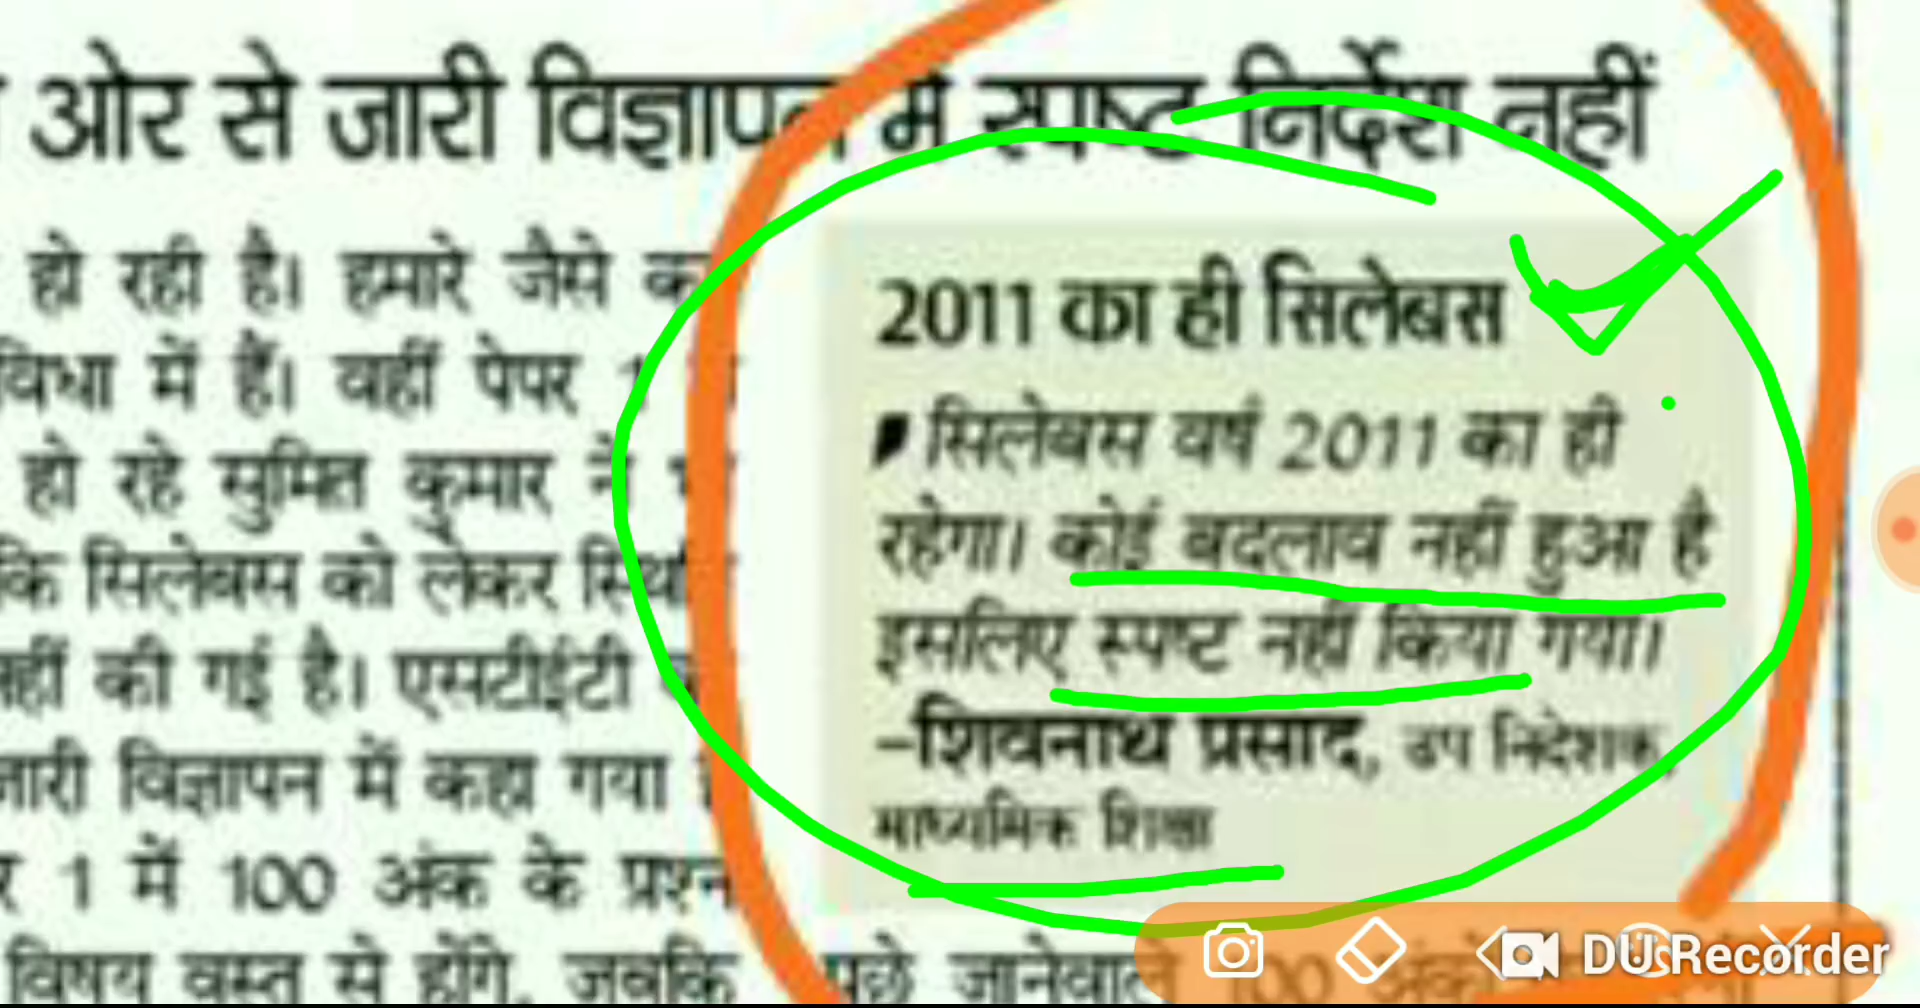 ओर से जारी विज्ञापन में स्पष्ट निर्देश नहीं
हो रही है। हमारे जैसे
में हैं। वहीं पेपर 1
हो रहे सुमित कुमार ने
कि सिलेबस को लेकर
नहीं की गई है। एसटीईटी
जारी विज्ञापन में कहा गया
1 में 100 अंक के प्रश्न
विषय वस्तु से होंगे, जबकि पूछे जानेवाले 100
2011 का ही सिलेबस
सिलेबस वर्ष 2011 का ही
रहेगा। कोई बदलाव नहीं हुआ है
इसलिए स्पष्ट नहीं किया गया।
–शिवनाथ प्रसाद, उप निदेशक,
माध्यमिक शिक्षा
DU Recorder